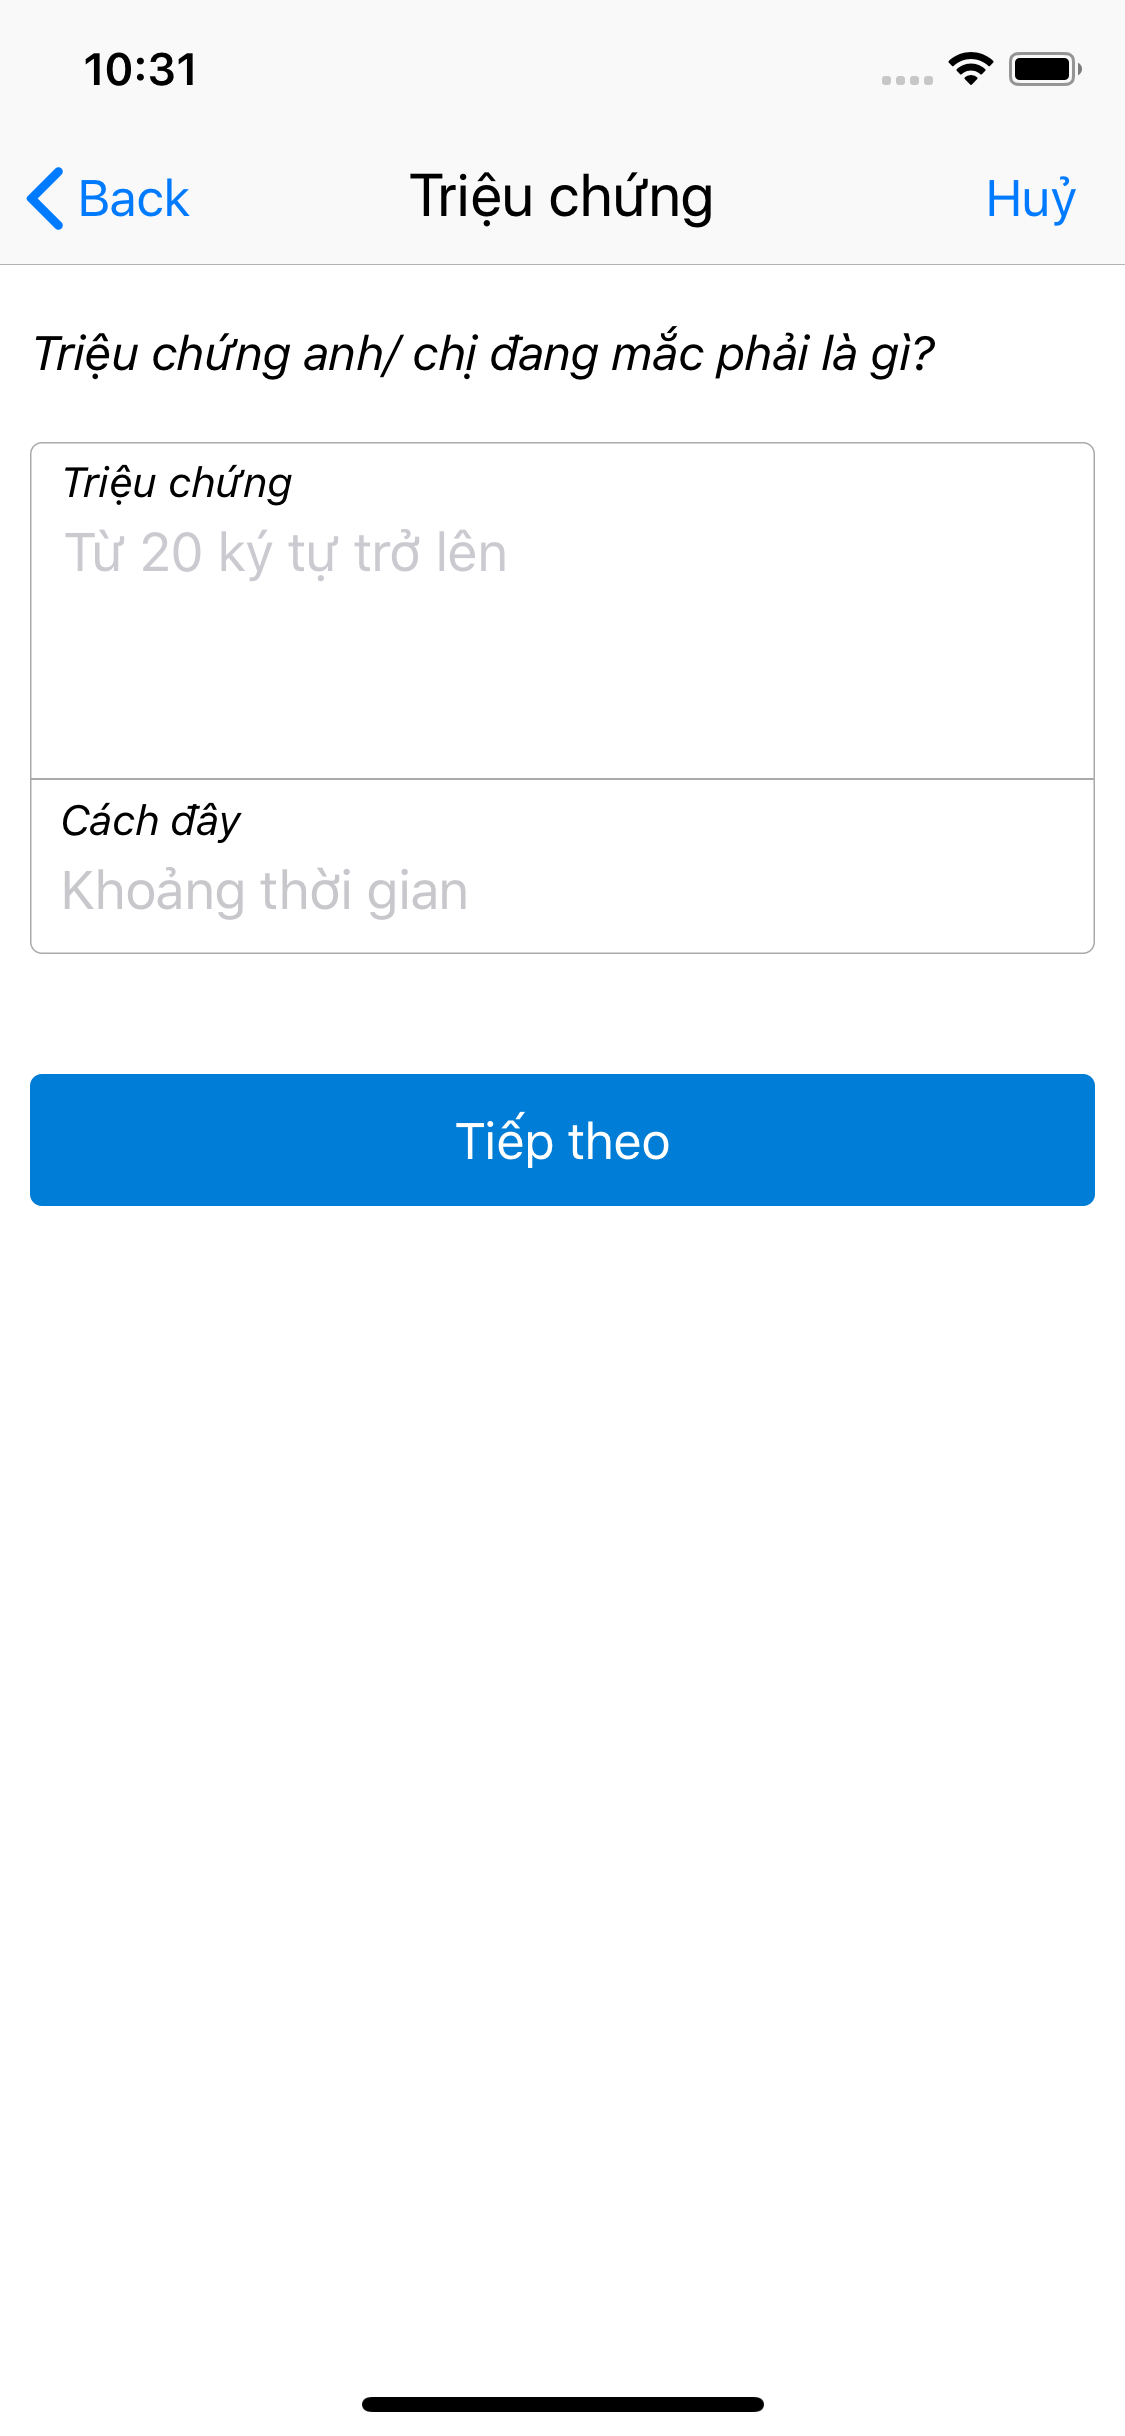 10:31
Back
Triệu chứng
Huỷ
Triệu chứng anh/ chị đang mắc phải là gì?
Triệu chứng
Từ 20 ký tự trở lên
Cách đây
Khoảng thời gian
Tiếp theo